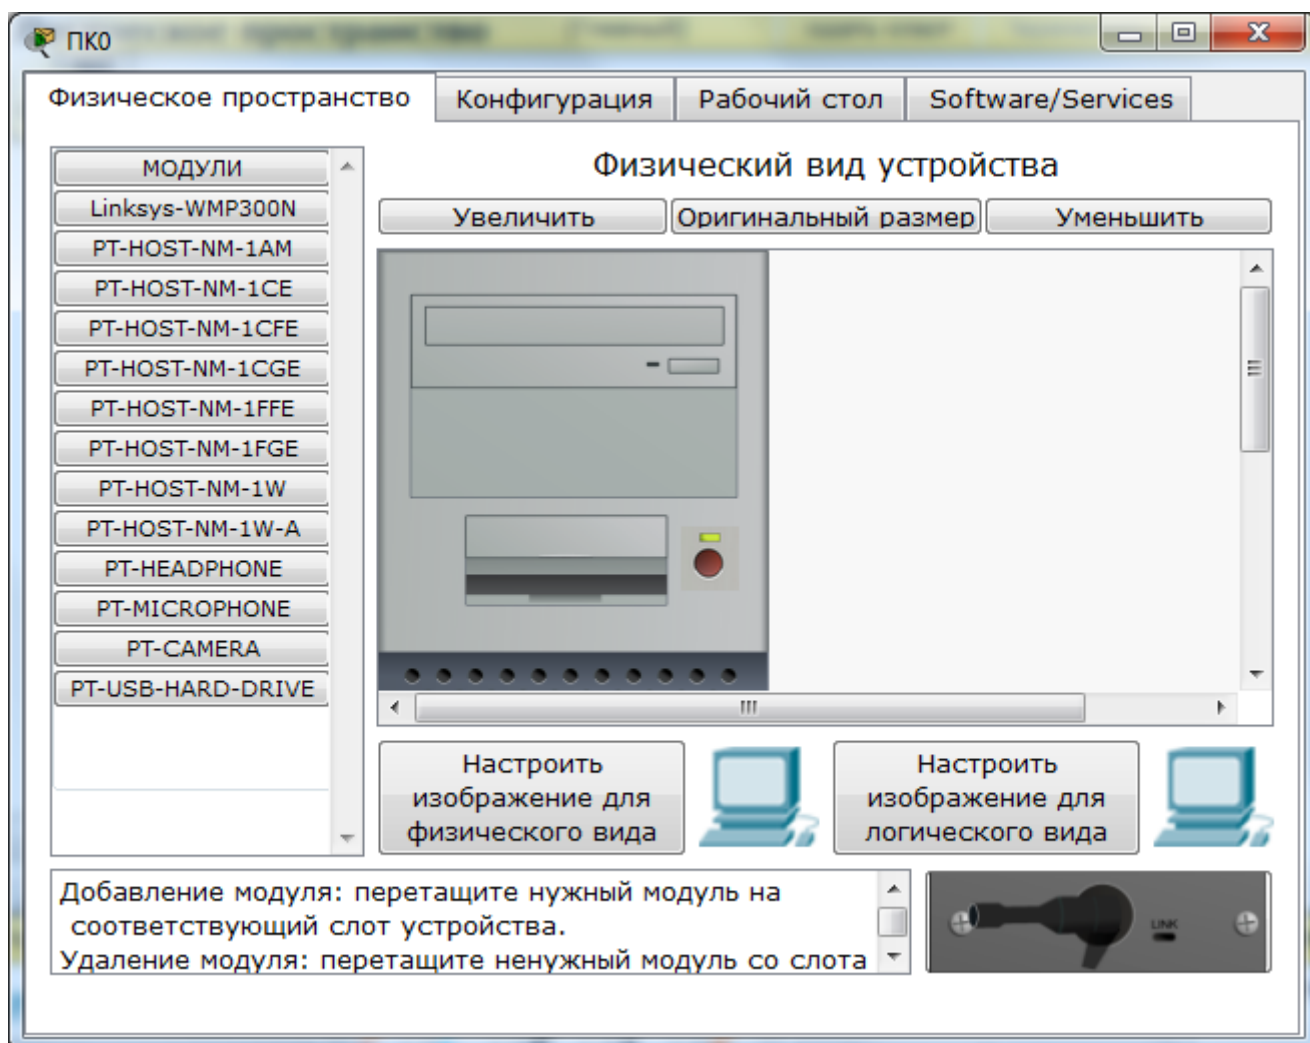 ПК0
Физическое пространство
Конфигурация
Рабочий стол
Software/Services
МОДУЛИ
Linksys-WMP300N
PT-HOST-NM-1AM
PT-HOST-NM-1CE
PT-HOST-NM-1CFE
PT-HOST-NM-1CGE
PT-HOST-NM-1FFE
PT-HOST-NM-1FGE
PT-HOST-NM-1W
PT-HOST-NM-1W-A
PT-HEADPHONE
PT-MICROPHONE
PT-CAMERA
PT-USB-HARD-DRIVE
Физический вид устройства
Увеличить
Оригинальный размер
Уменьшить
Настроить
изображение для
физического вида
Настроить
изображение для
логического вида
Добавление модуля: перетащите нужный модуль на
соответствующий слот устройства.
Удаление модуля: перетащите ненужный модуль со слота
LINK